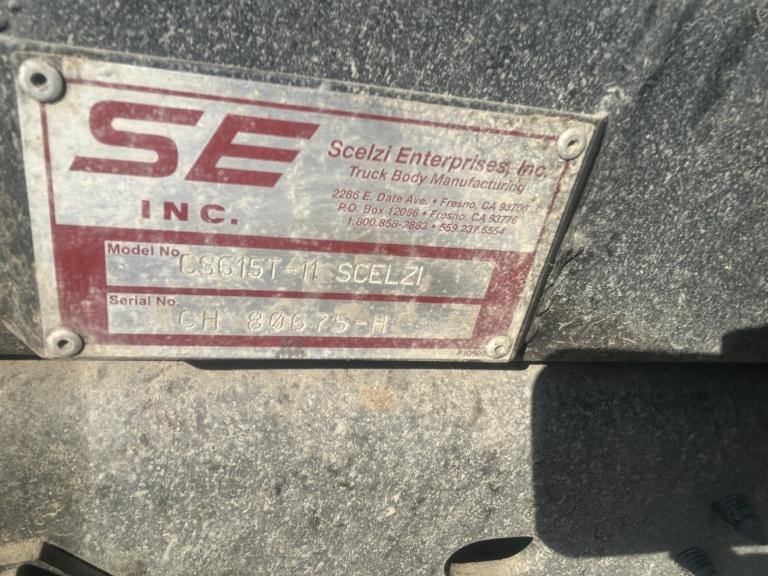 SE
INC.
Scelzi Enterprises, Inc.
Truck Body Manufacturing
2286 E. Date Ave. • Fresno, CA 93706
P.O. Box 12066 • Fresno, CA 93776
1.800.858-2883 • 559.237.5554
Model No.
CS615T-11 SCELZI
Serial No.
CH 80675-H